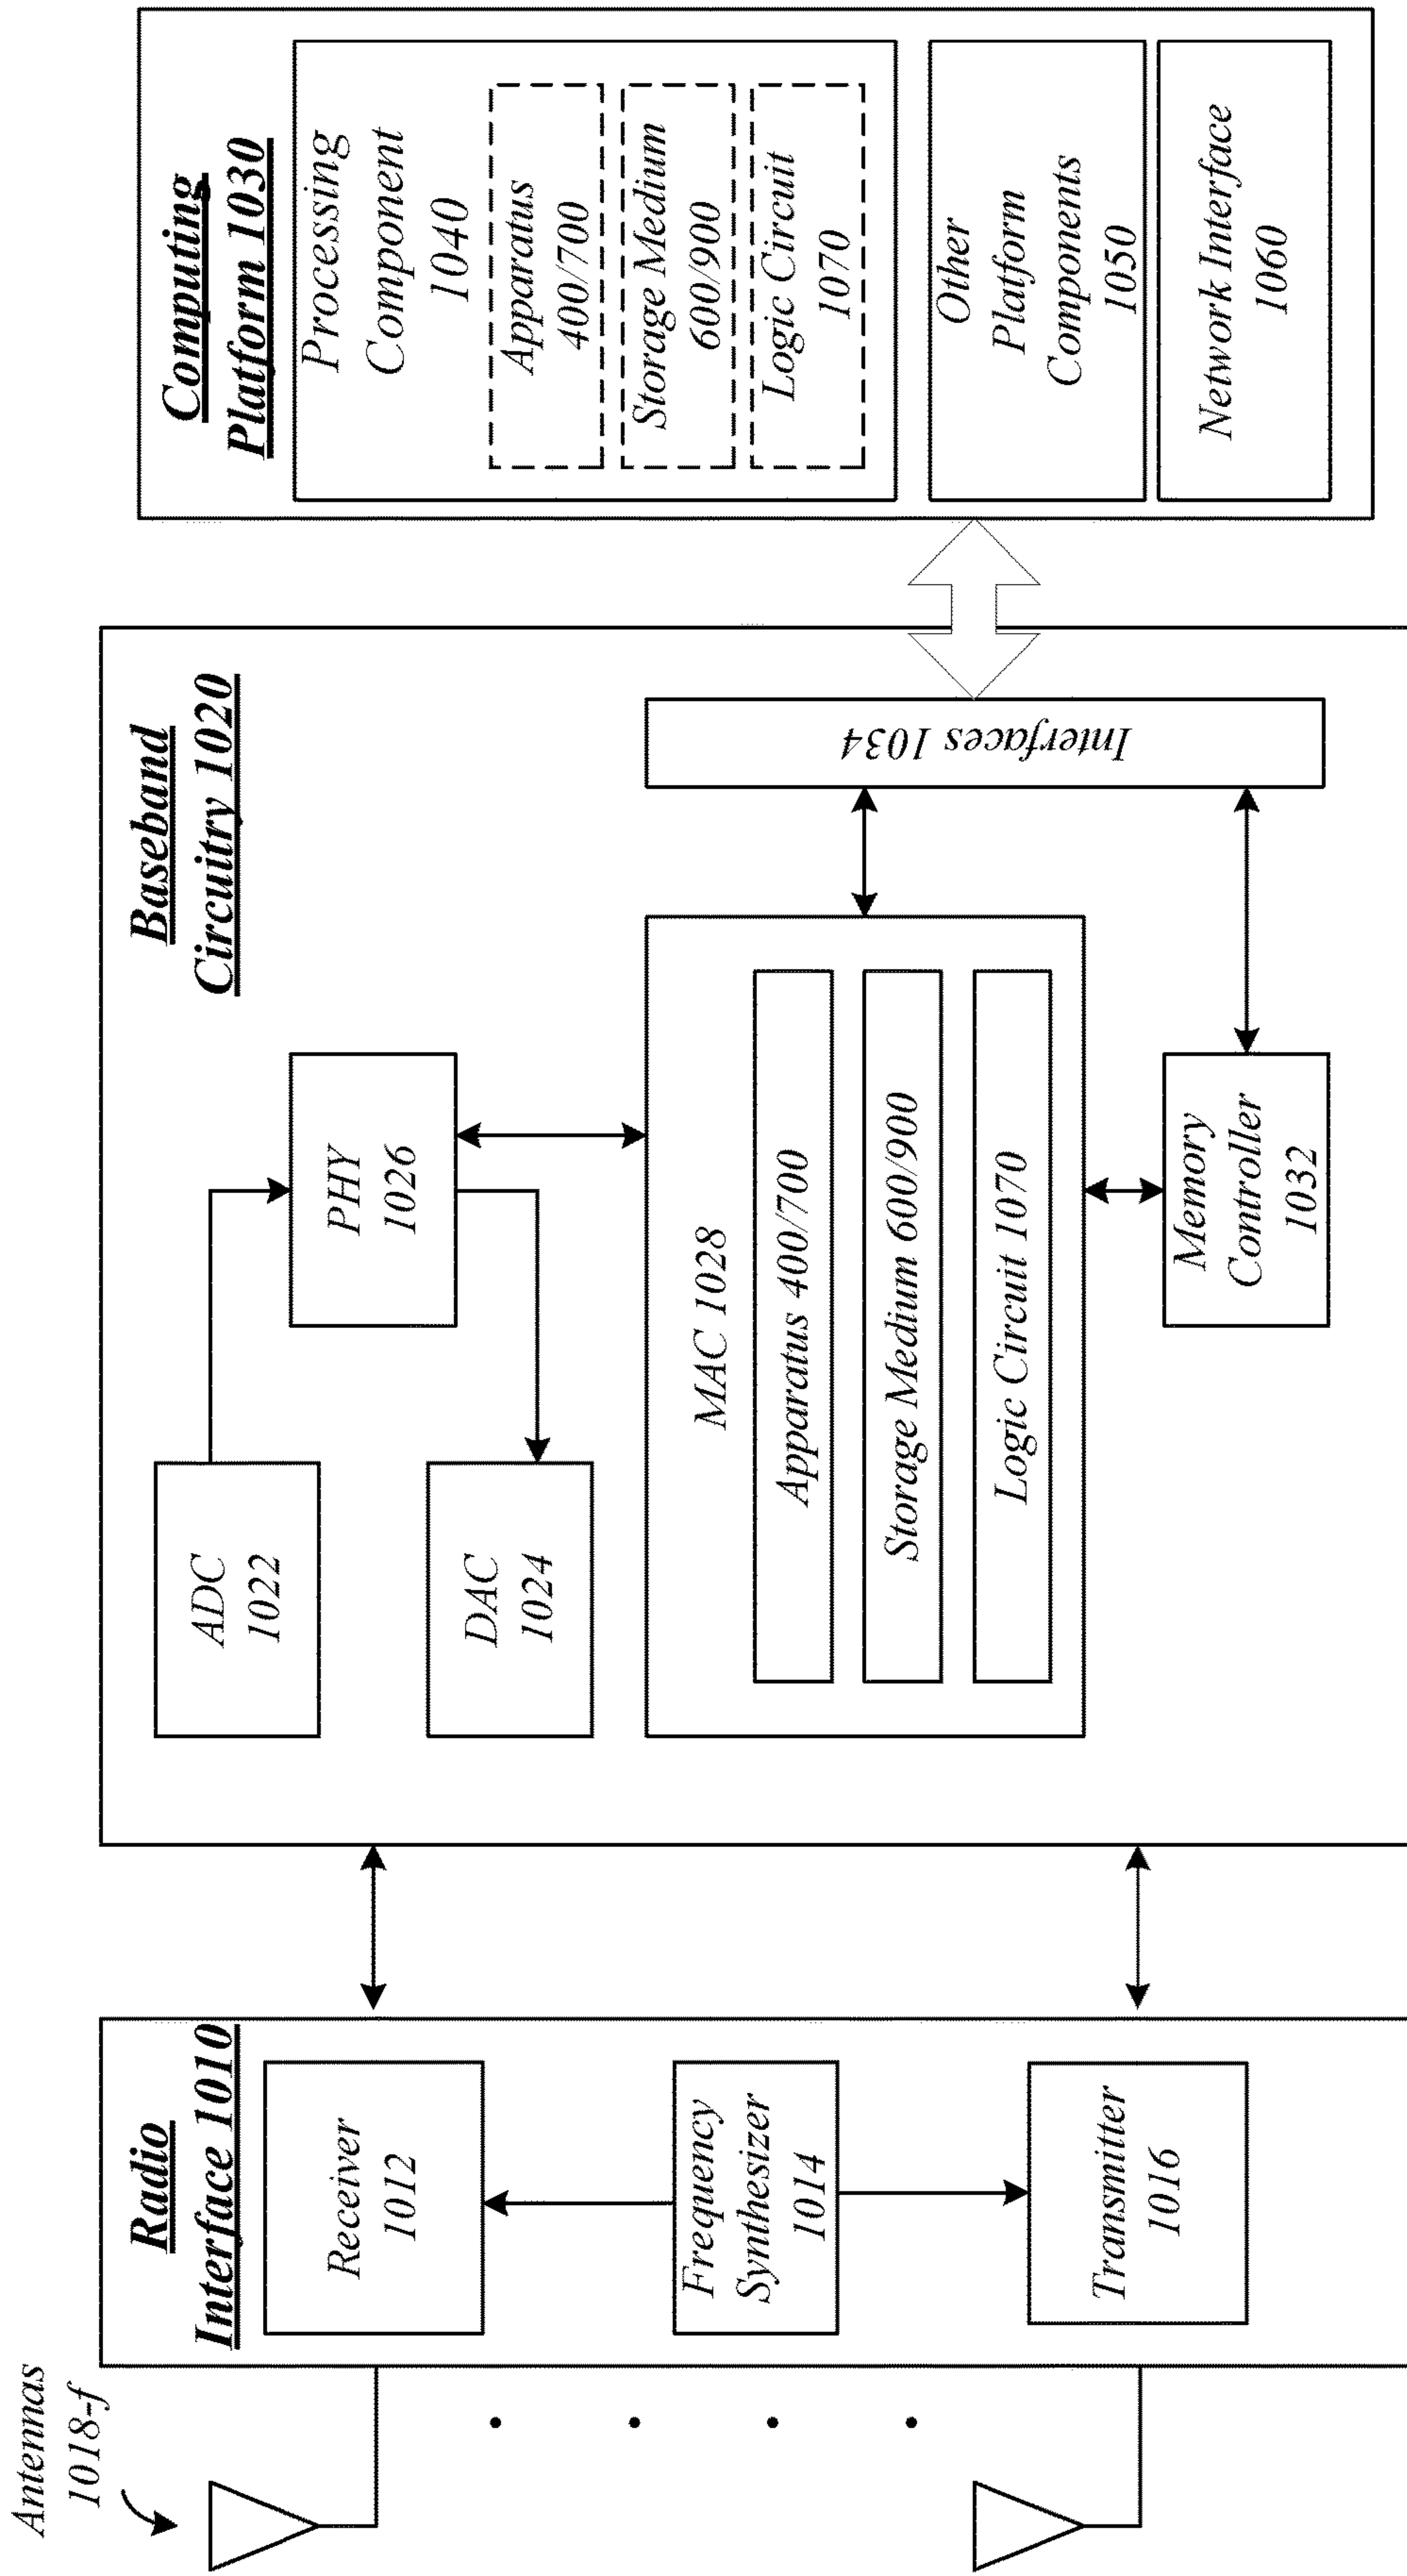 Antennas
1018-f
Radio
Interface 1010
Receiver
1012
Frequency
Synthesizer
1014
Transmitter
1016
Baseband
Circuitry 1020
ADC
1022
DAC
1024
PHY
1026
MAC 1028
Apparatus 400/700
Storage Medium 600/900
Logic Circuit 1070
Memory
Controller
1032
Interfaces 1034
Computing
Platform 1030
Processing
Component
1040
Apparatus
400/700
Storage Medium
600/900
Logic Circuit
1070
Other
Platform
Components
1050
Network Interface
1060